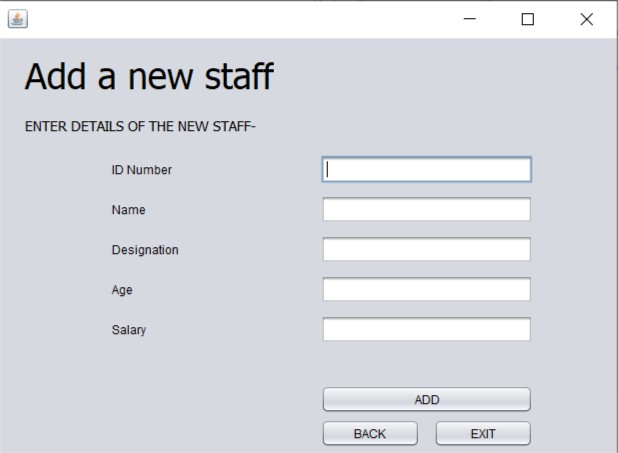 Add a new staff
ENTER DETAILS OF THE NEW STAFF-
ID Number
Name
Designation
Age
Salary
ADD
BACK EXIT